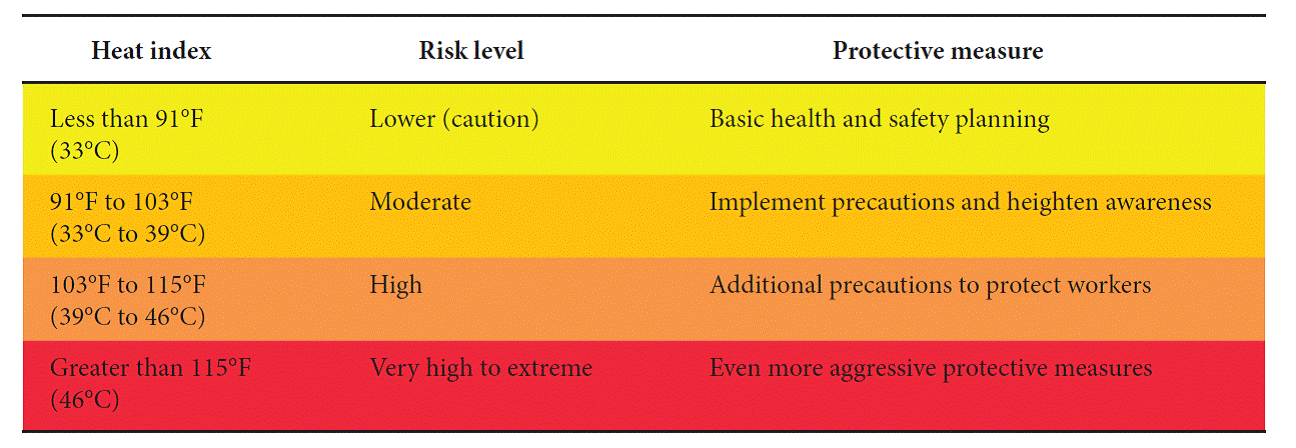 Heat index Risk level Protective measure
Less than 91°F Lower (caution) Basic health and safety planning
(33°C)
91°F to 103°F Moderate Implement precautions and heighten awareness
(33°C to 39°C)
103°F to 115°F High Additional precautions to protect workers
(39°C to 46°C)
Greater than 115°F Very high to extreme Even more aggressive protective measures
(46°C)